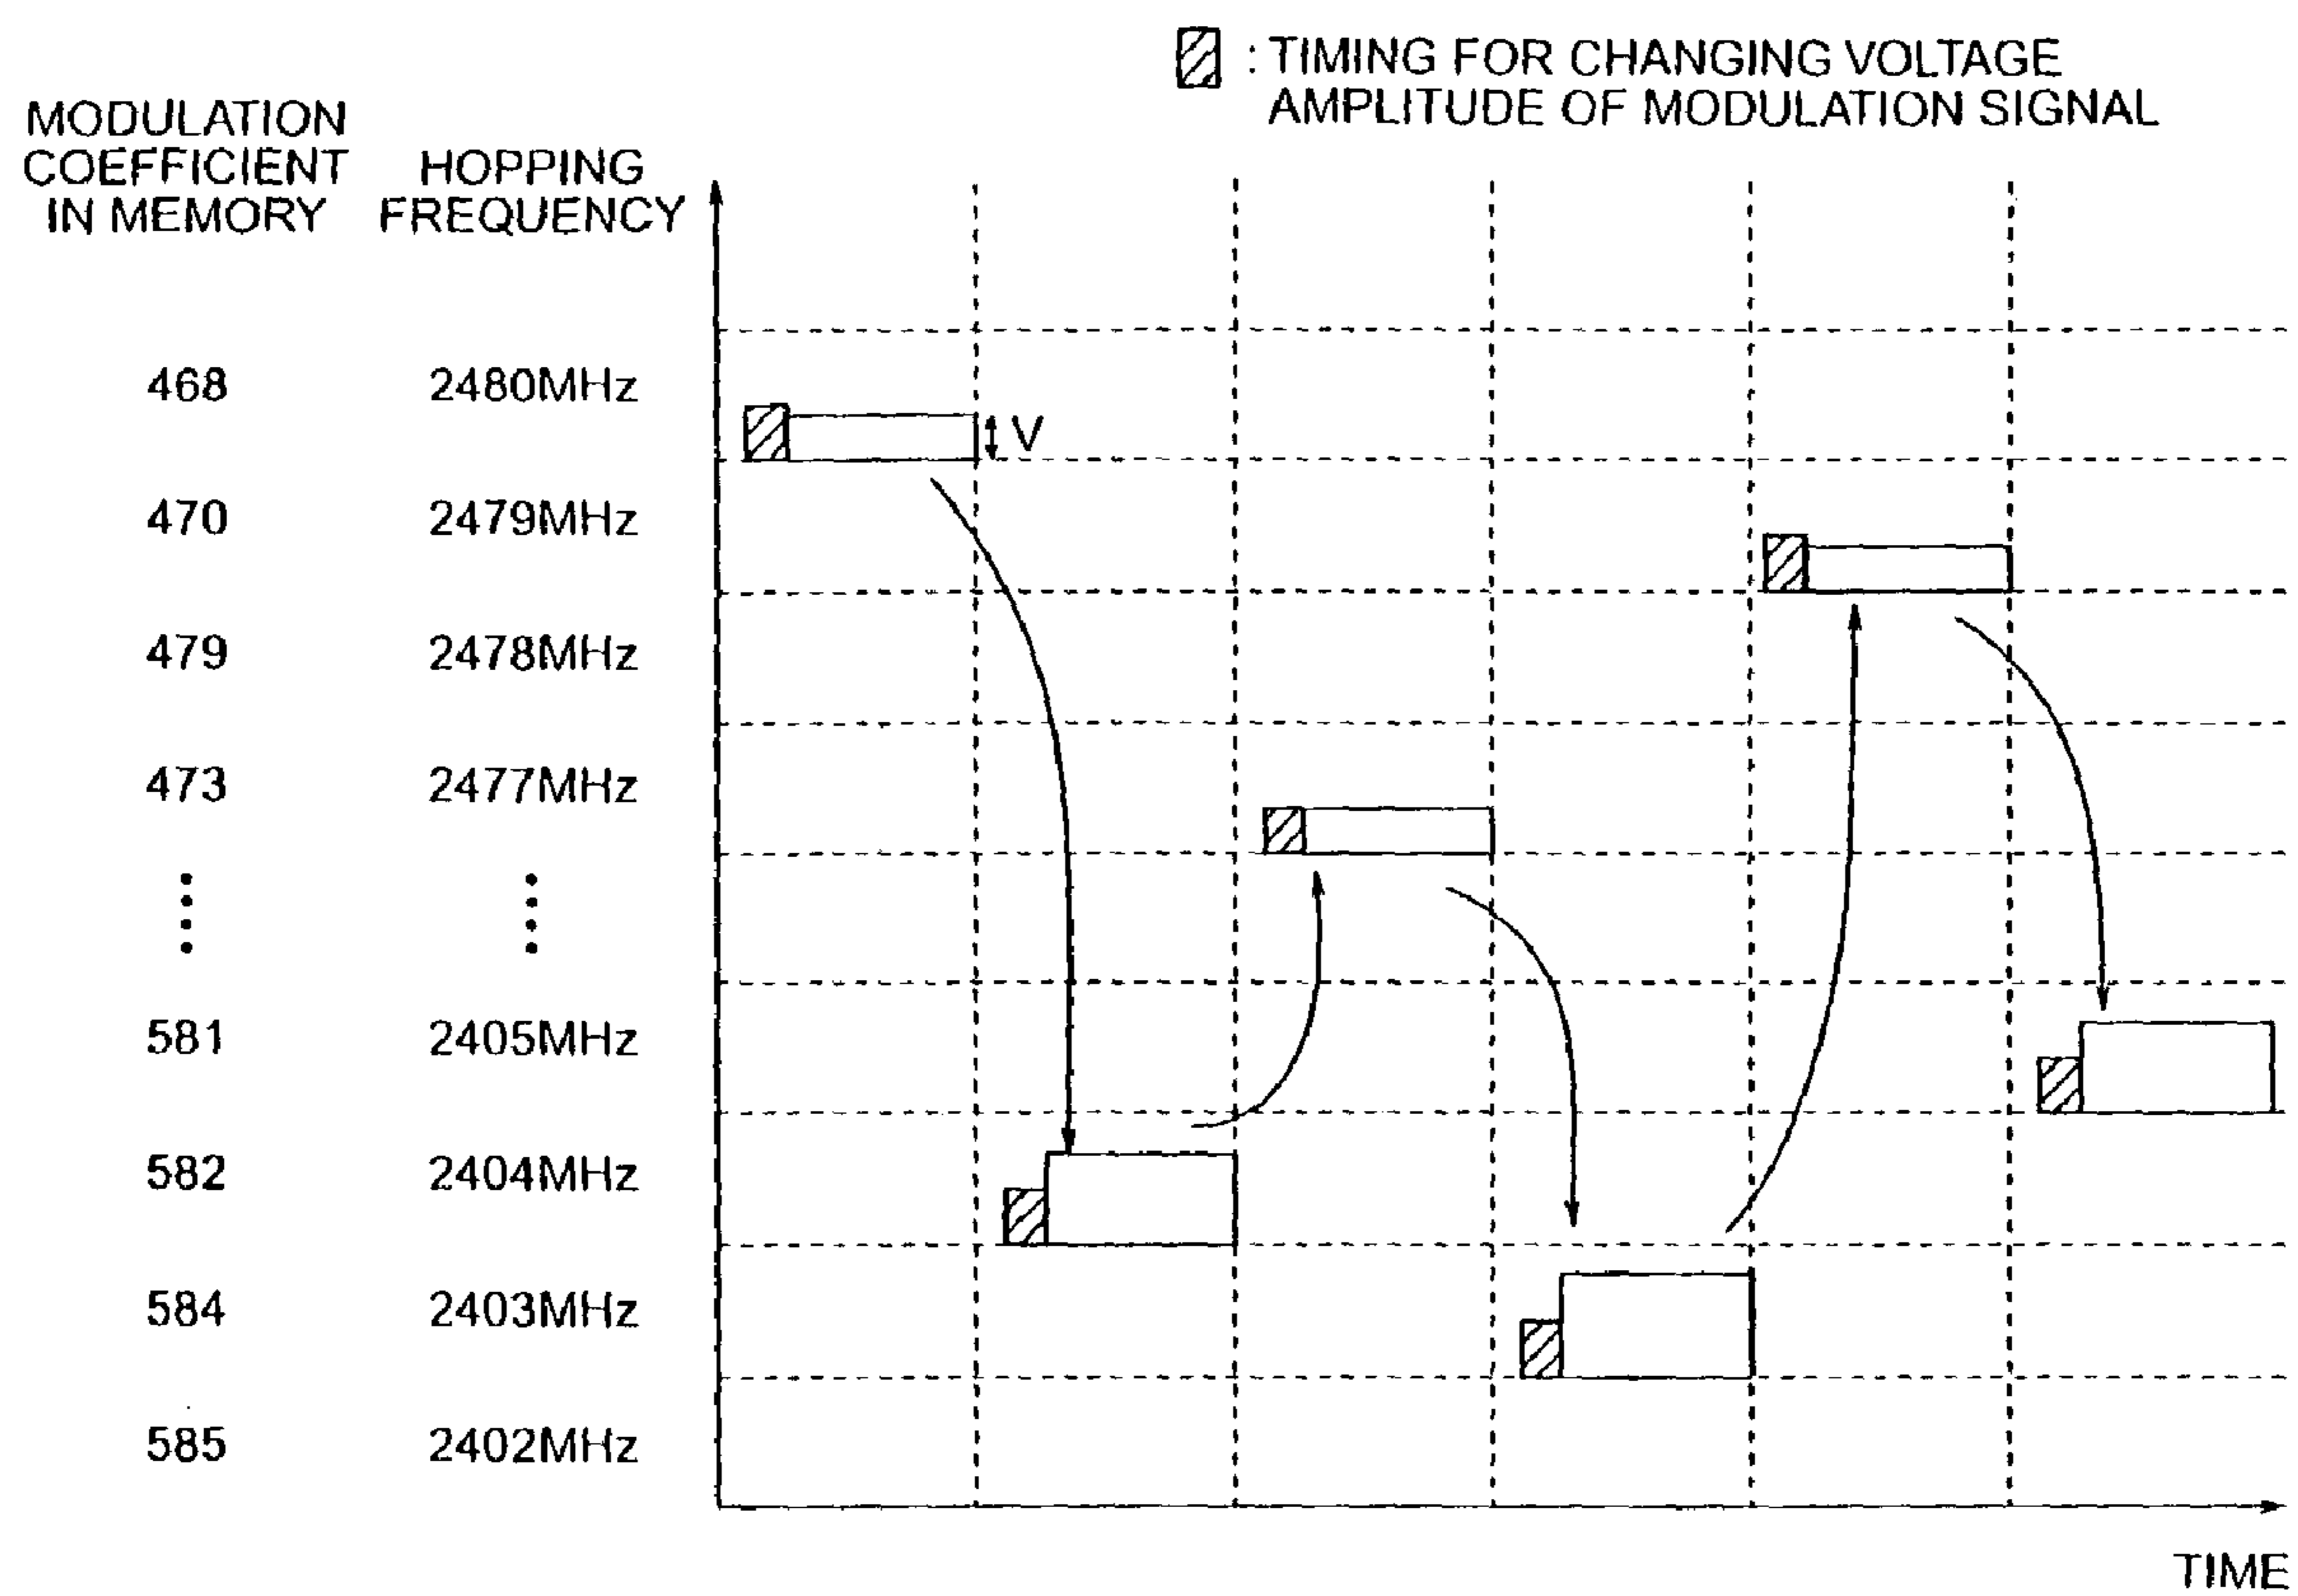 : TIMING FOR CHANGING VOLTAGE
AMPLITUDE OF MODULATION SIGNAL
MODULATION
COEFFICIENT
IN MEMORY
HOPPING
FREQUENCY
468 2480MHz
V
470 2479MHz
479 2478MHz
473 2477MHz
581 2405MHz
582 2404MHz
584 2403MHz
585 2402MHz
TIME